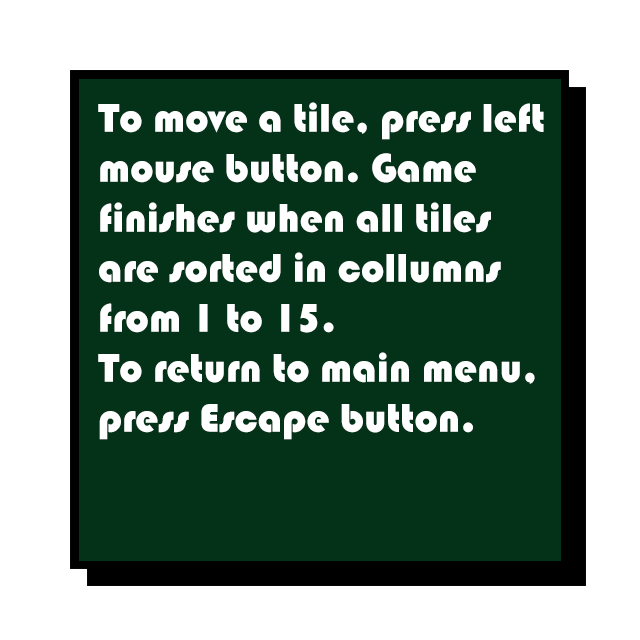 To move a tile, press left
mouse button. Game
finishes when all tiles
are sorted in collumns
from 1 to 15.
To return to main menu,
press Escape button.